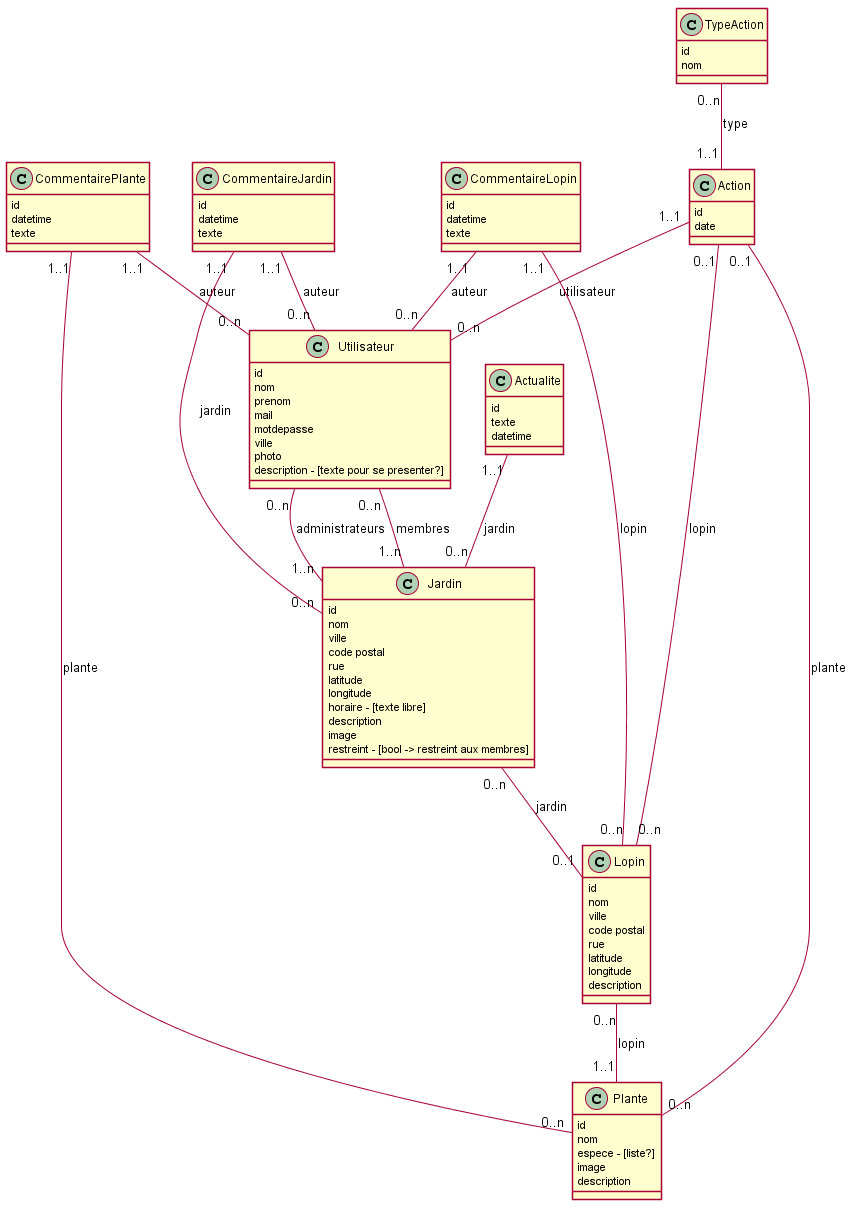 C TypeAction
id
nom
0..n
type
1..1
C CommentairePlante
id
datetime
texte
C CommentaireJardin
id
datetime
texte
C CommentaireLopin
id
datetime
texte
C Action
id
date
1..1
1..1
1..1
1..1
1..1
1..1
1..1
0..1
0..1
auteur
auteur
auteur
utilisateur
0..n
0..n
0..n
0..n
C Utilisateur
id
nom
prenom
mail
motdepasse
ville
photo
description - [texte pour se presenter?]
C Actualite
id
texte
datetime
jardin
1..1
0..n
0..n
administrateurs
membres
jardin
lopin
lopin
1..n
1..n
0..n
0..n
C Jardin
id
nom
ville
code postal
rue
latitude
longitude
horaire - [texte libre]
description
image
restreint - [bool -> restreint aux membres]
plante
plante
0..n
jardin
0..1
0..n
0..n
C Lopin
id
nom
ville
code postal
rue
latitude
longitude
description
0..n
lopin
1..1
0..n
0..n
C Plante
id
nom
espece - [liste?]
image
description